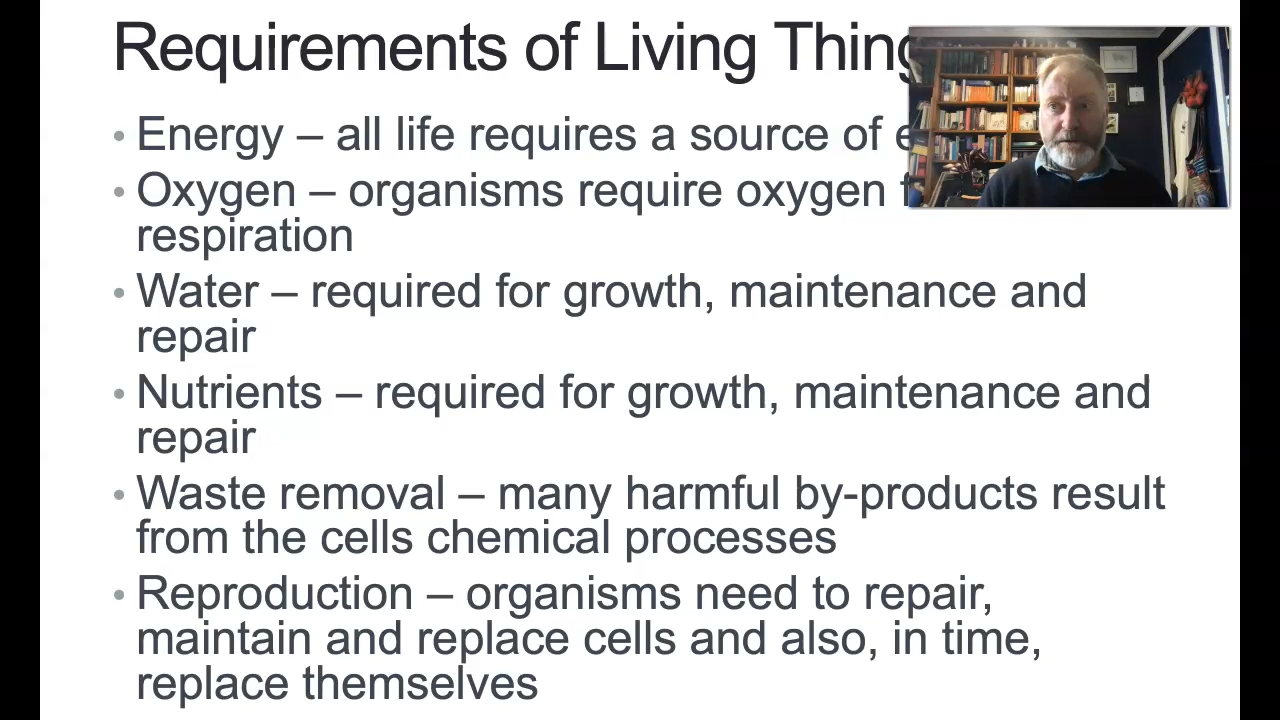 Requirements of Living Thing
• Energy – all life requires a source of
• Oxygen – organisms require oxygen
respiration
• Water – required for growth, maintenance and
repair
• Nutrients – required for growth, maintenance and
repair
• Waste removal – many harmful by-products result
from the cells chemical processes
• Reproduction – organisms need to repair,
maintain and replace cells and also, in time,
replace themselves